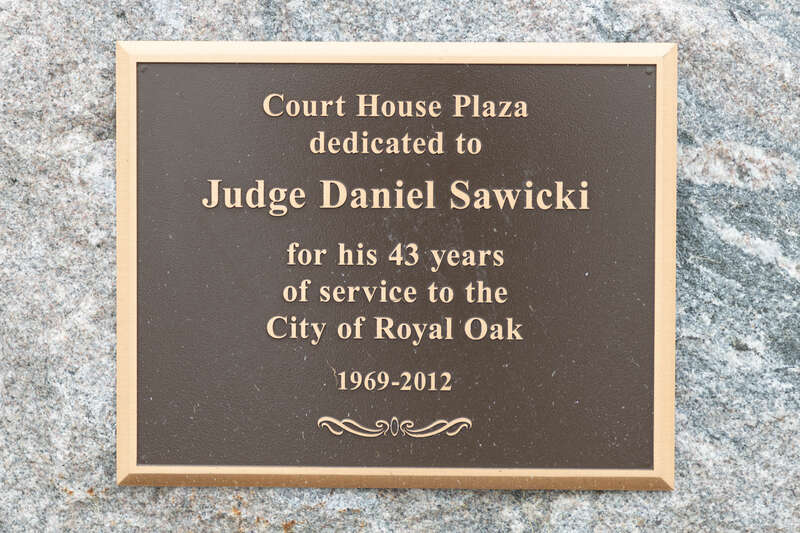 Court House Plaza
dedicated to
Judge Daniel Sawicki
for his 43 years
of service to the
City of Royal Oak
1969-2012